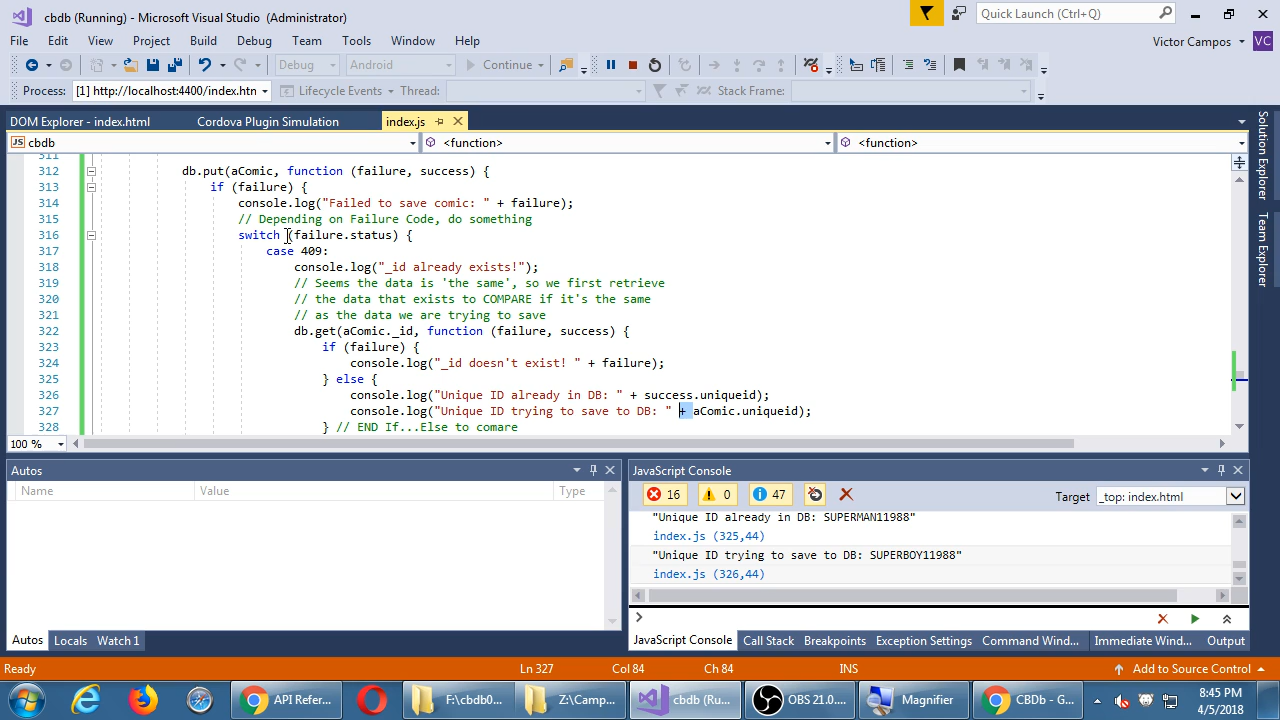 cbdb (Running) - Microsoft Visual Studio (Administrator)
Quick Launch (Ctrl+Q)
File Edit View Project Build Debug Team Tools Window Help
Victor Campos VC
Debug Android Continue
Process: [1] http://localhost:4400/index.htn Lifecycle Events Thread: Stack Frame:
DOM Explorer - index.html Cordova Plugin Simulation index.js
JS cbdb <function> <function>
311
312 db.put(aComic, function (failure, success) {
313 if (failure) {
314 console.log("Failed to save comic: " + failure);
315 // Depending on Failure Code, do something
316 switch (failure.status) {
317 case 409:
318 console.log("_id already exists!");
319 // Seems the data is 'the same', so we first retrieve
320 // the data that exists to COMPARE if it's the same
321 // as the data we are trying to save
322 db.get(aComic._id, function (failure, success) {
323 if (failure) {
324 console.log("_id doesn't exist! " + failure);
325 } else {
326 console.log("Unique ID already in DB: " + success.uniqueid);
327 console.log("Unique ID trying to save to DB: " + aComic.uniqueid);
328 } // END If...Else to comare
100 %
Solution Explorer
Team Explorer
Autos
Name Value Type
Autos Locals Watch 1
JavaScript Console
16 0 47 Target _top: index.html
"Unique ID already in DB: SUPERMAN11988"
index.js (325,44)
"Unique ID trying to save to DB: SUPERBOY11988"
index.js (326,44)
JavaScript Console Call Stack Breakpoints Exception Settings Command Wind... Immediate Wind... Output
Ready Ln 327 Col 84 Ch 84 INS Add to Source Control
API Refer... F:\cbdb0... Z:\Camp... cbdb (Ru... OBS 21.0... Magnifier CBDb - G...
8:45 PM
4/5/2018